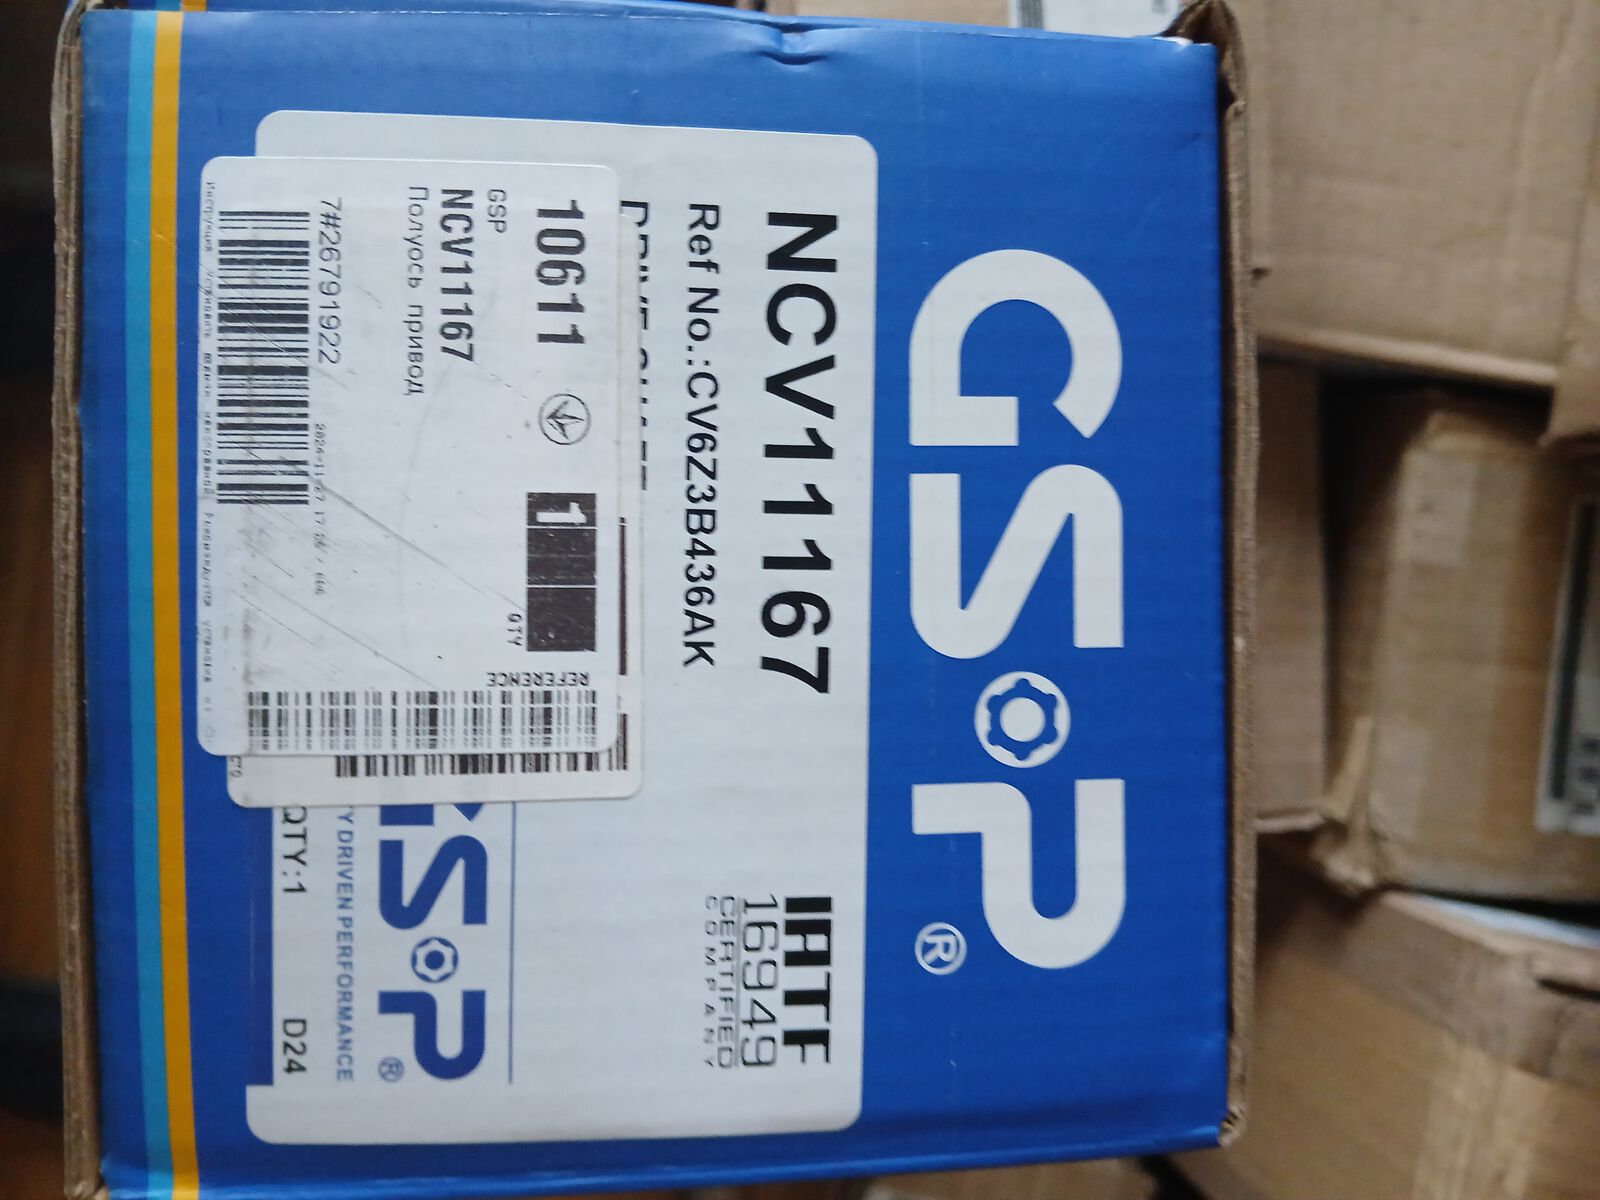 GSP®
NCV11167
Ref No.:CV6Z3B436AK
IATF
16949
CERTIFIED
COMPANY
10611
1
QTY
REFERENCE
GSP
NCV11167
Полуось привод
7#26791922
GSP®
DRIVEN PERFORMANCE
QTY:1
D24